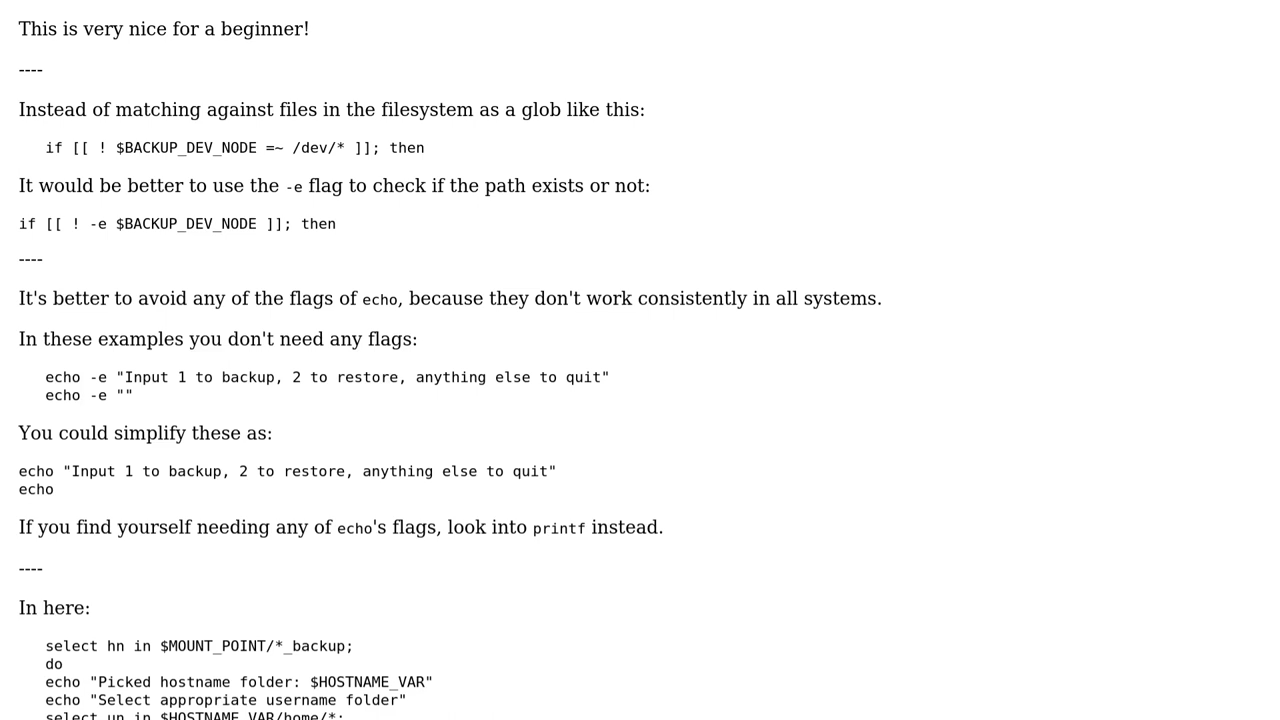 This is very nice for a beginner!
----
Instead of matching against files in the filesystem as a glob like this:
if [[ ! $BACKUP_DEV_NODE =~ /dev/* ]]; then
It would be better to use the -e flag to check if the path exists or not:
if [[ ! -e $BACKUP_DEV_NODE ]]; then
----
It's better to avoid any of the flags of echo, because they don't work consistently in all systems.
In these examples you don't need any flags:
echo -e "Input 1 to backup, 2 to restore, anything else to quit"
echo -e ""
You could simplify these as:
echo "Input 1 to backup, 2 to restore, anything else to quit"
echo
If you find yourself needing any of echo's flags, look into printf instead.
----
In here:
select hn in $MOUNT_POINT/*_backup;
do
echo "Picked hostname folder: $HOSTNAME_VAR"
echo "Select appropriate username folder"
select un in $HOSTNAME_VAR/home/*;